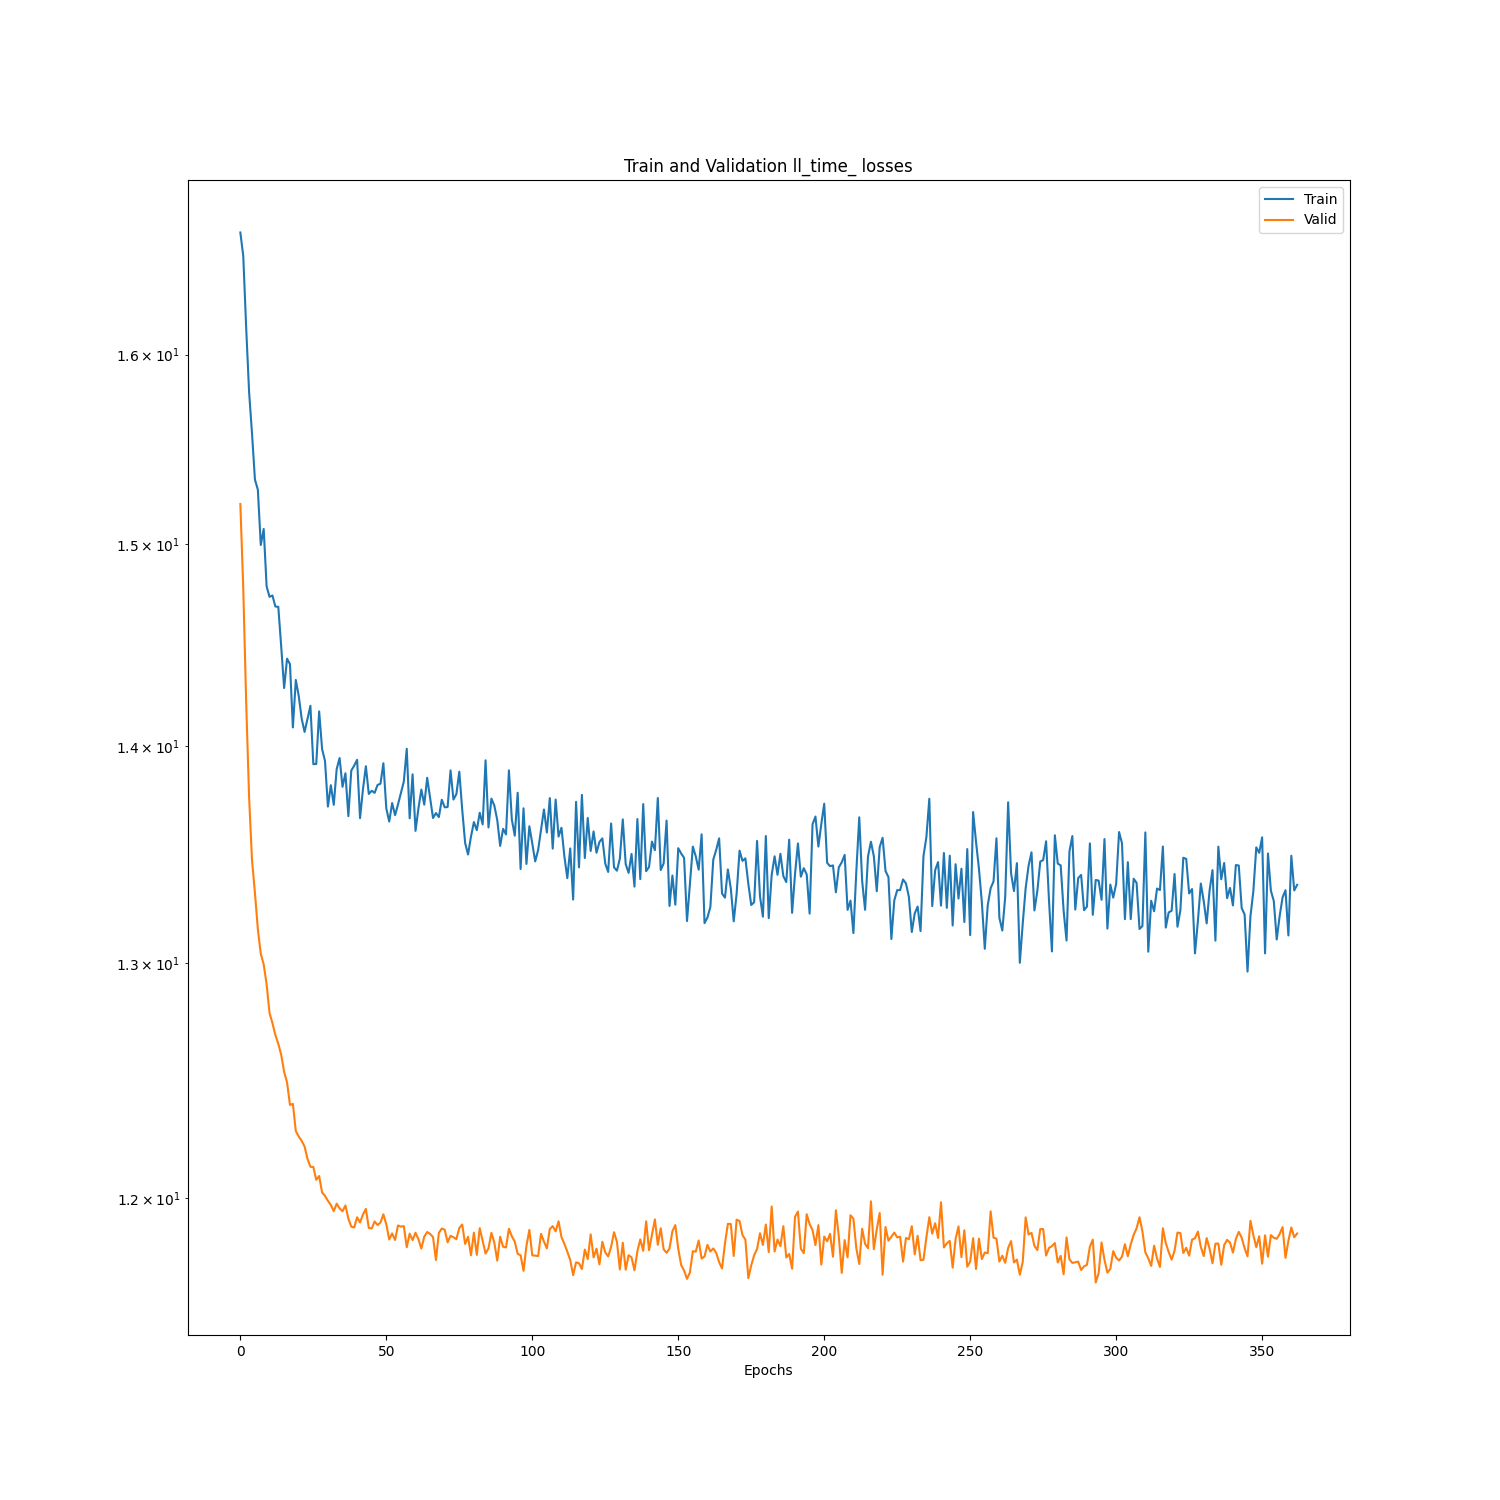 Train and Validation ll_time_ losses
Train
Valid
1.6 × 10¹
1.5 × 10¹
1.4 × 10¹
1.3 × 10¹
1.2 × 10¹
0 50 100 150 200 250 300 350
Epochs